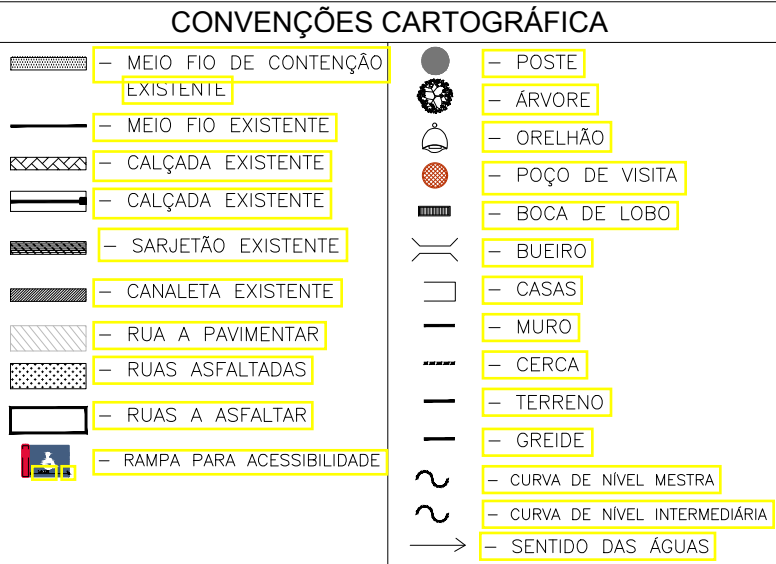 CONVENÇÕES CARTOGRÁFICA
– MEIO FIO DE CONTENÇÃO
EXISTENTE
– MEIO FIO EXISTENTE
– CALÇADA EXISTENTE
– CALÇADA EXISTENTE
– SARJETÃO EXISTENTE
– CANALETA EXISTENTE
– RUA A PAVIMENTAR
– RUAS ASFALTADAS
– RUAS A ASFALTAR
– RAMPA PARA ACESSIBILIDADE
– POSTE
– ÁRVORE
– ORELHÃO
– POÇO DE VISITA
– BOCA DE LOBO
– BUEIRO
– CASAS
– MURO
– CERCA
– TERRENO
– GREIDE
– CURVA DE NÍVEL MESTRA
– CURVA DE NÍVEL INTERMEDIÁRIA
– SENTIDO DAS ÁGUAS